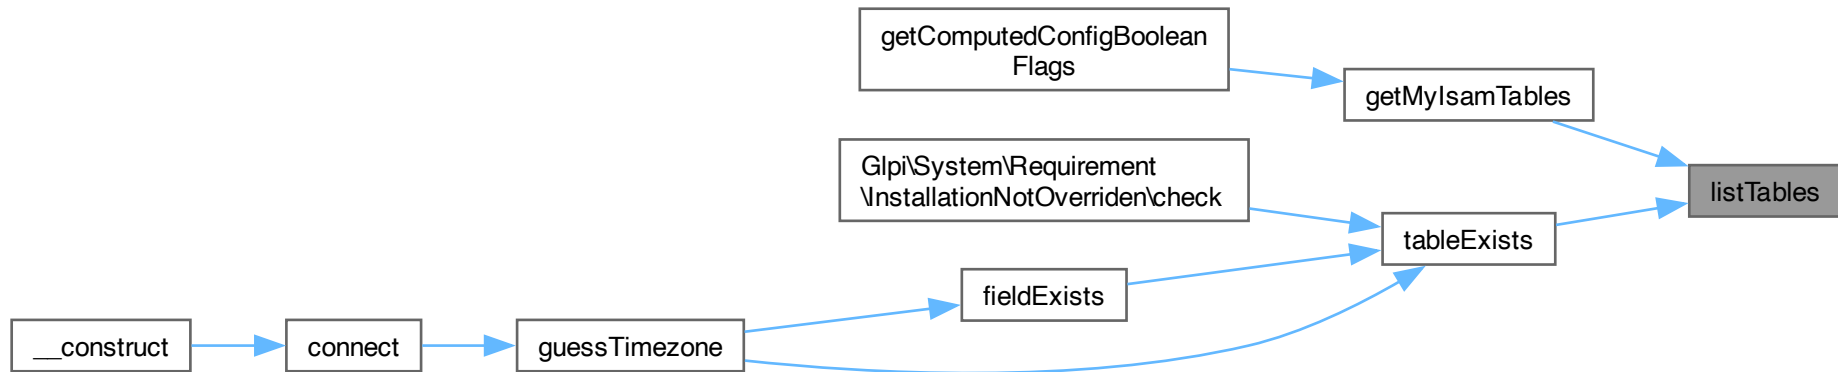 getComputedConfigBoolean
Flags
getMyIsamTables
Glpi\System\Requirement
\InstallationNotOverriden\check
listTables
tableExists
fieldExists
__construct
connect
guessTimezone